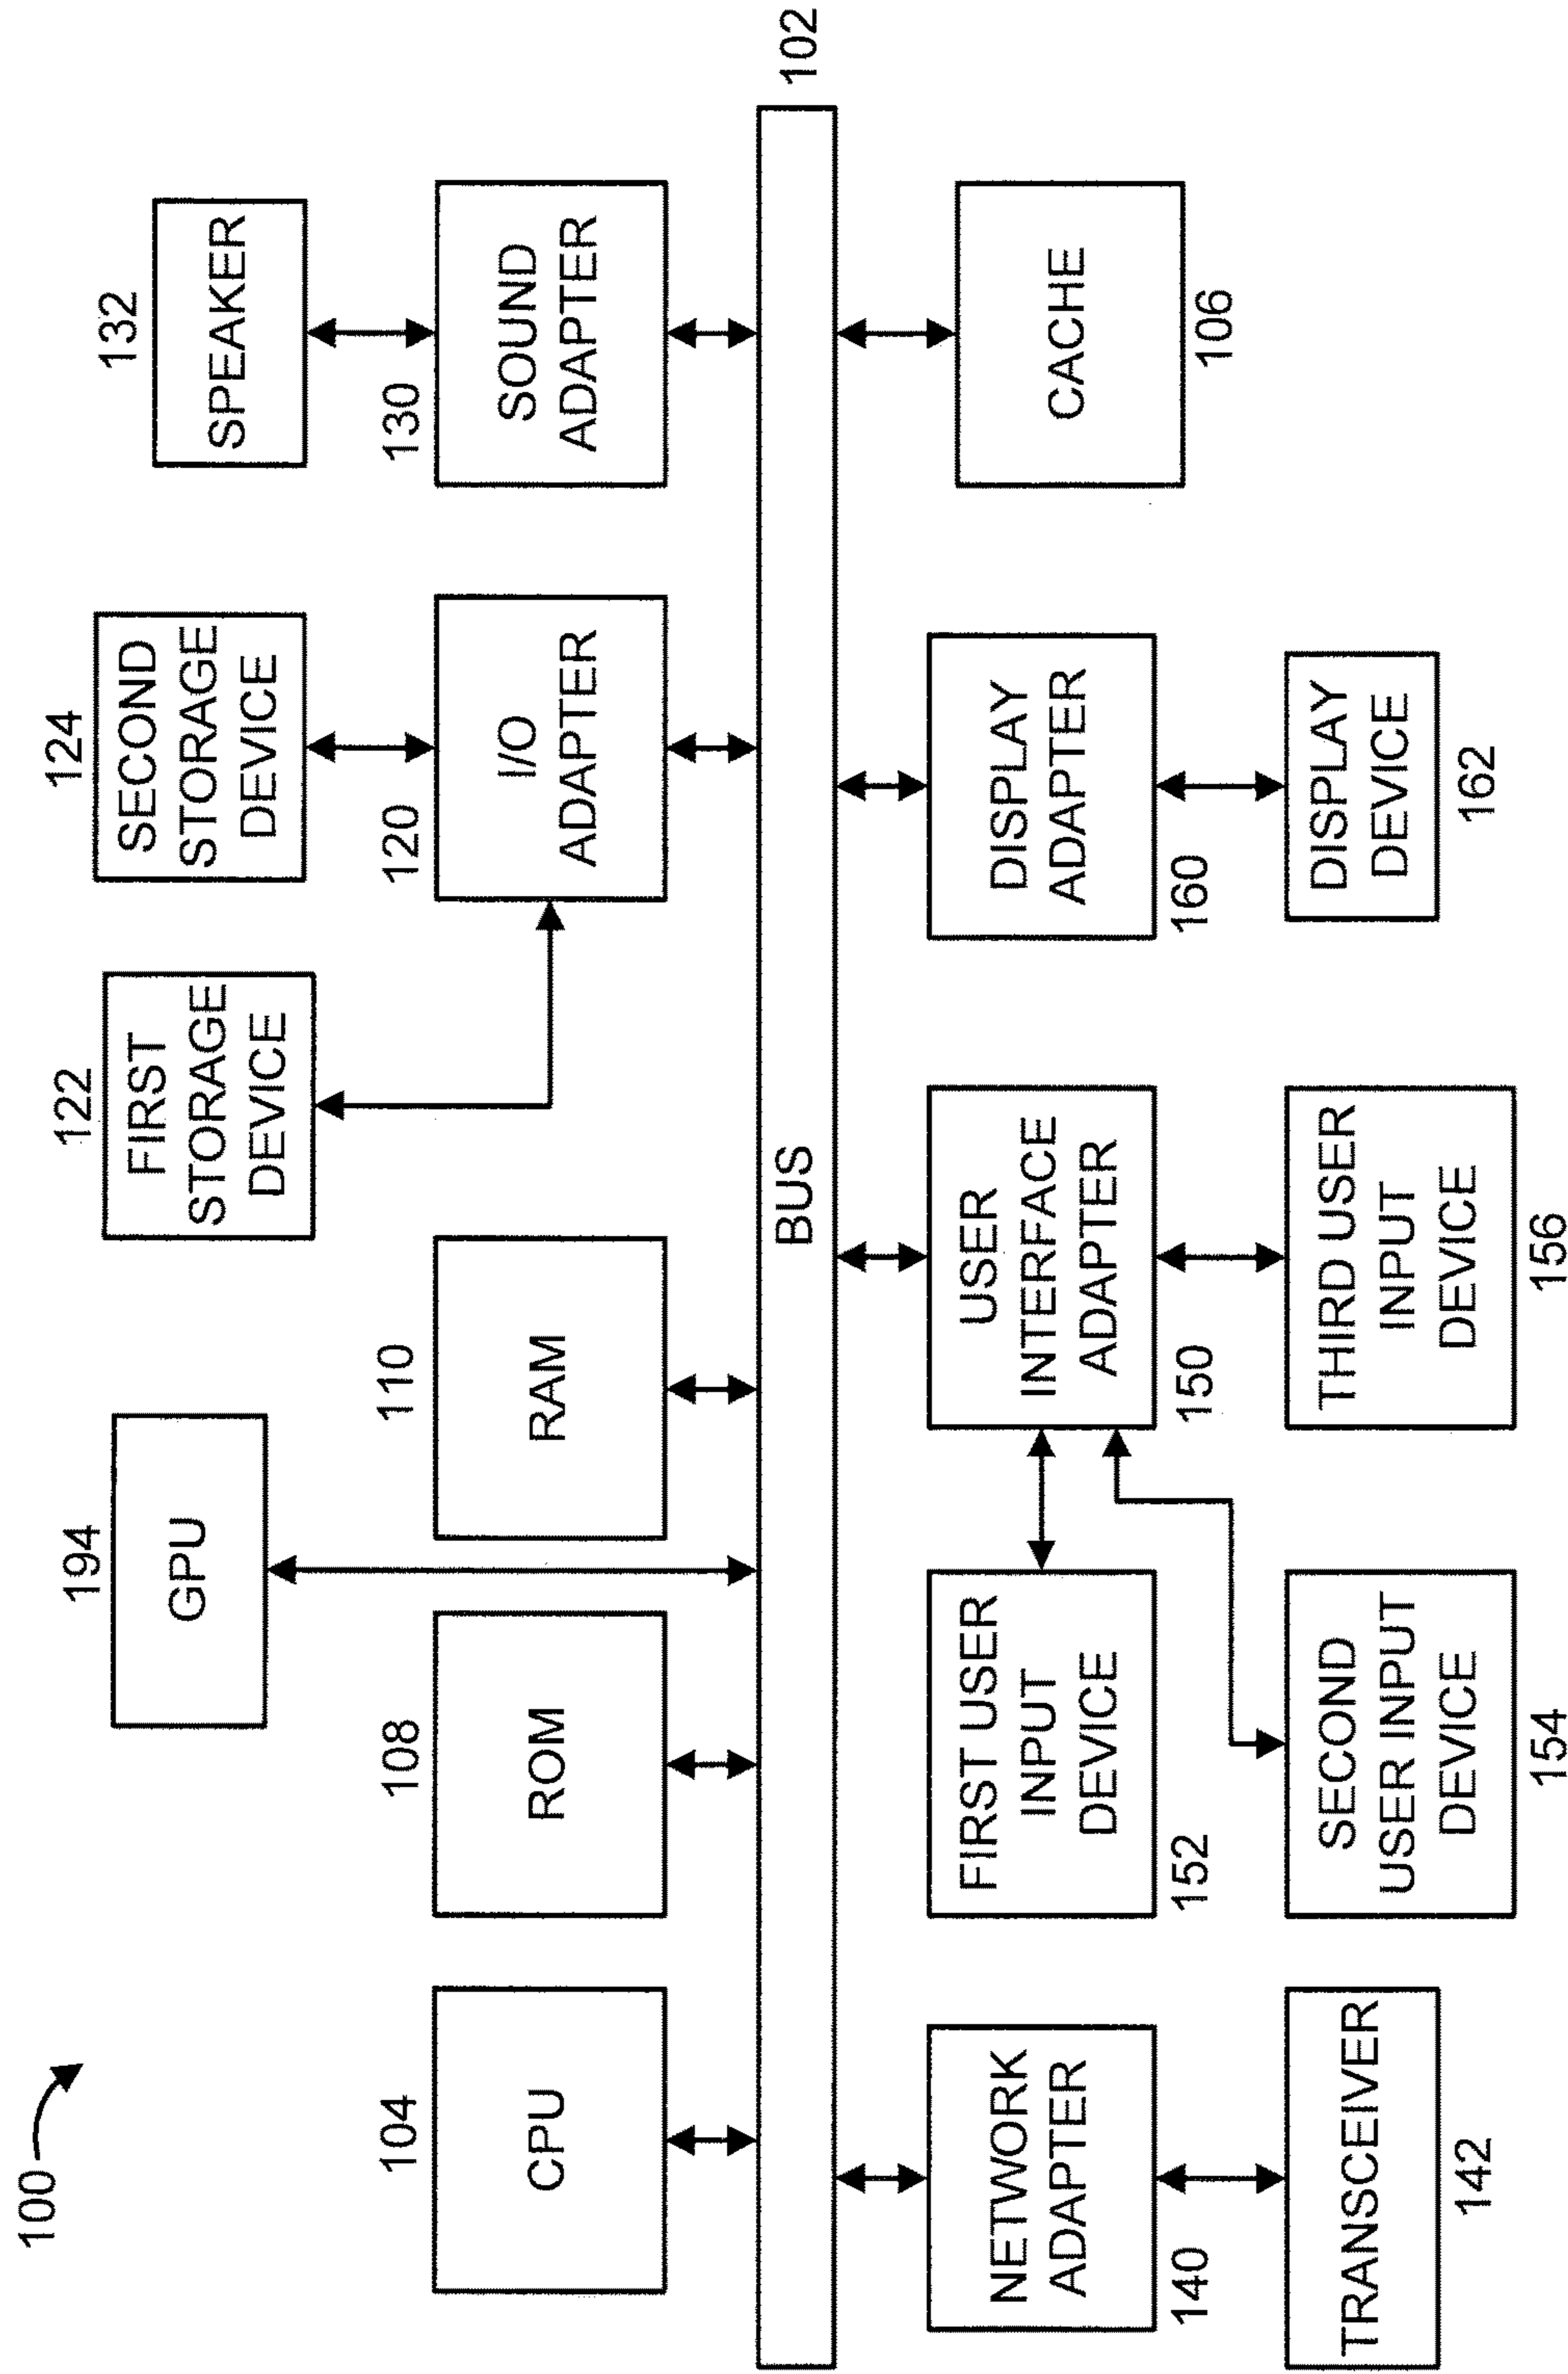 100
122
FIRST
STORAGE
DEVICE
124
SECOND
STORAGE
DEVICE
132
SPEAKER
194
GPU
104
CPU
108
ROM
110
RAM
120
I/O
ADAPTER
130
SOUND
ADAPTER
BUS
102
NETWORK
ADAPTER
140
FIRST USER
INPUT
DEVICE
152
USER
INTERFACE
ADAPTER
150
DISPLAY
ADAPTER
160
CACHE
106
TRANSCEIVER
142
SECOND
USER INPUT
DEVICE
154
THIRD USER
INPUT
DEVICE
156
DISPLAY
DEVICE
162